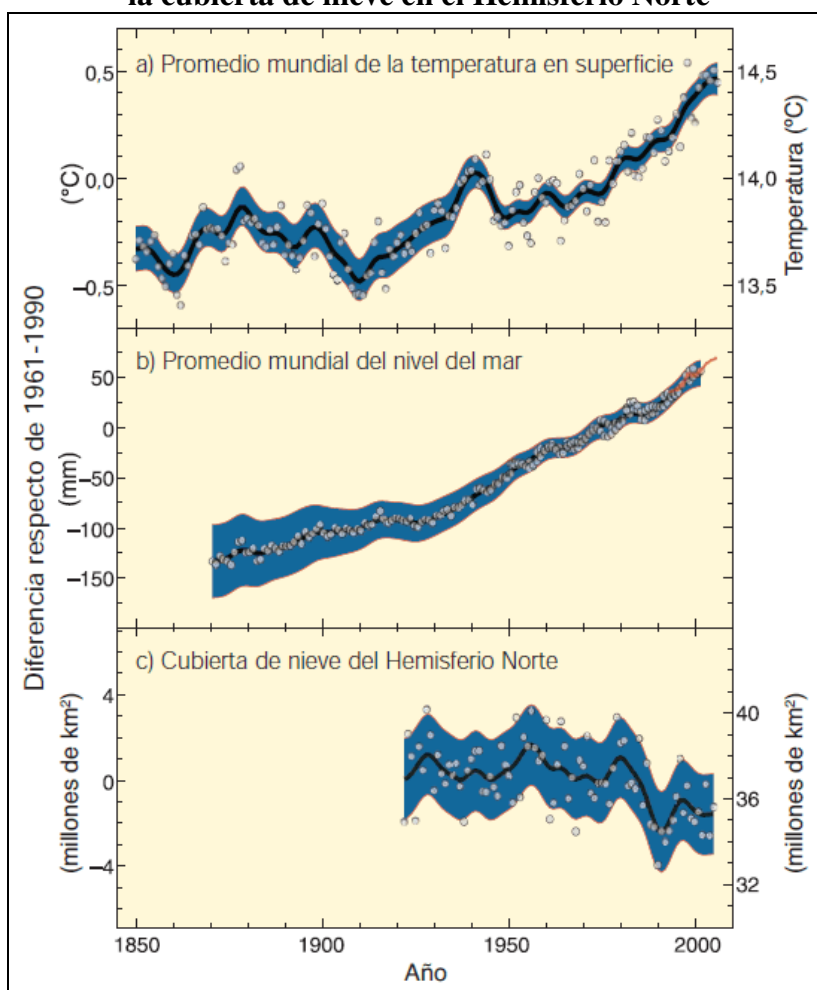 la cubierta de nieve en el Hemisferio Norte
a) Promedio mundial de la temperatura en superficie
0,5
0,0
−0,5
(ºC)
14,5
14,0
13,5
Temperatura (ºC)
Diferencia respecto de 1961-1990
b) Promedio mundial del nivel del mar
50
0
−50
−100
−150
(mm)
c) Cubierta de nieve del Hemisferio Norte
4
0
−4
(millones de km²)
40
36
32
(millones de km²)
1850
1900
1950
2000
Año